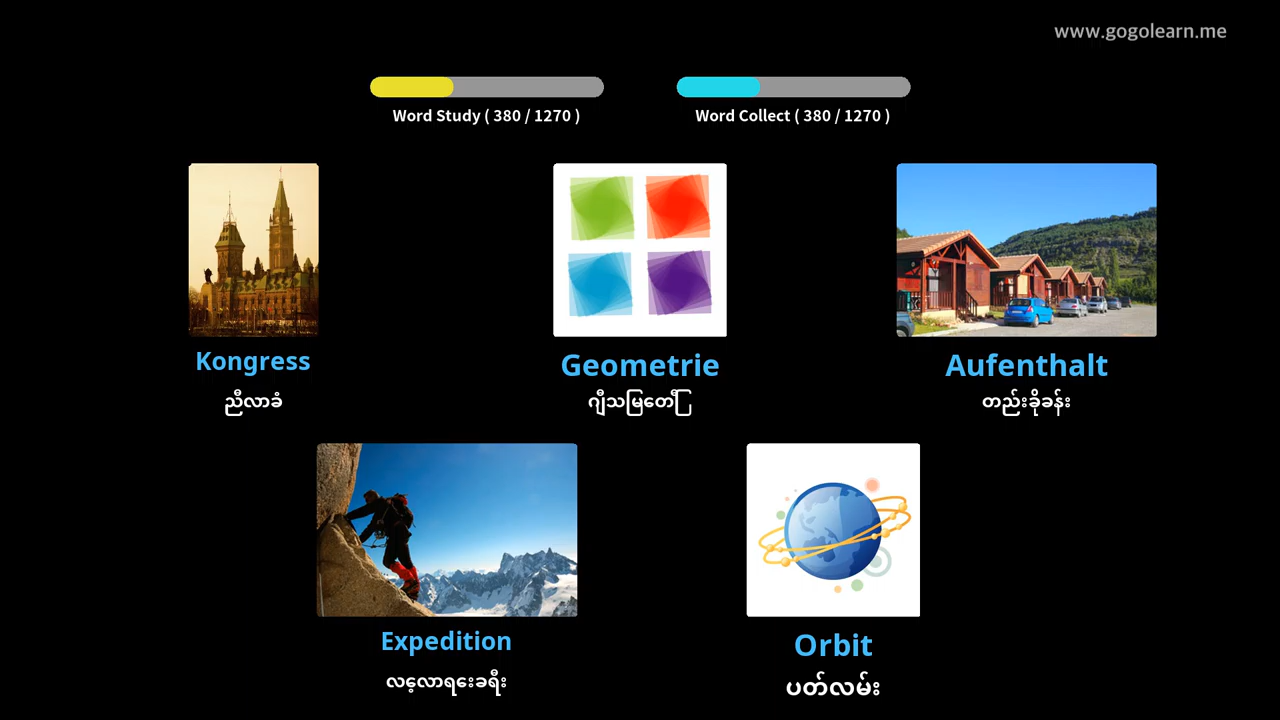 www.gogolearn.me
Word Study ( 380 / 1270 )
Word Collect ( 380 / 1270 )
Kongress
ညီလာခံ
Geometrie
ဂျီသမြတေြီ
Aufenthalt
တည်းခိုခန်း
Expedition
လ့လောရေးခရီး
Orbit
ပတ်လမ်း